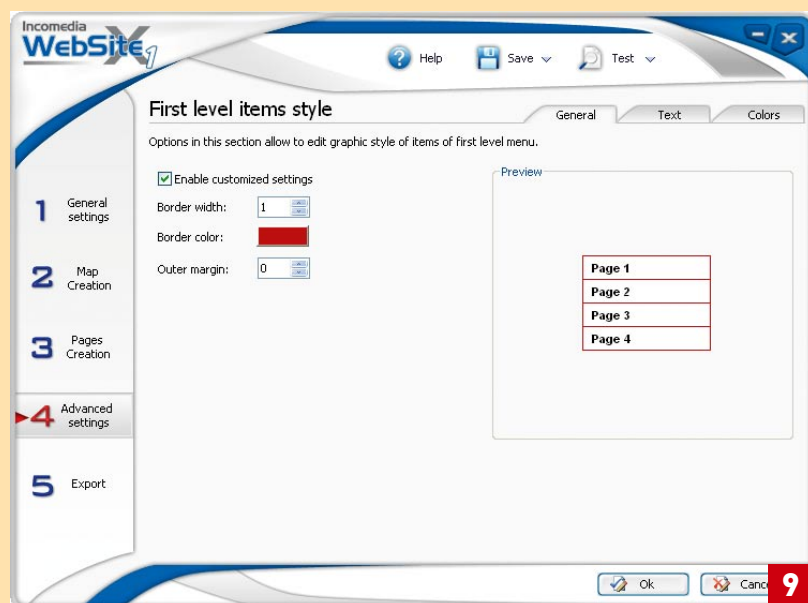 Incomedia
WebSite X
Help
Save
Test
First level items style
General
Text
Colors
Options in this section allow to edit graphic style of items of first level menu.
Enable customized settings
Border width:
1
Border color:
Outer margin:
0
Preview
Page 1
Page 2
Page 3
Page 4
1
General
settings
2
Map
Creation
3
Pages
Creation
4
Advanced
settings
5
Export
Ok
9